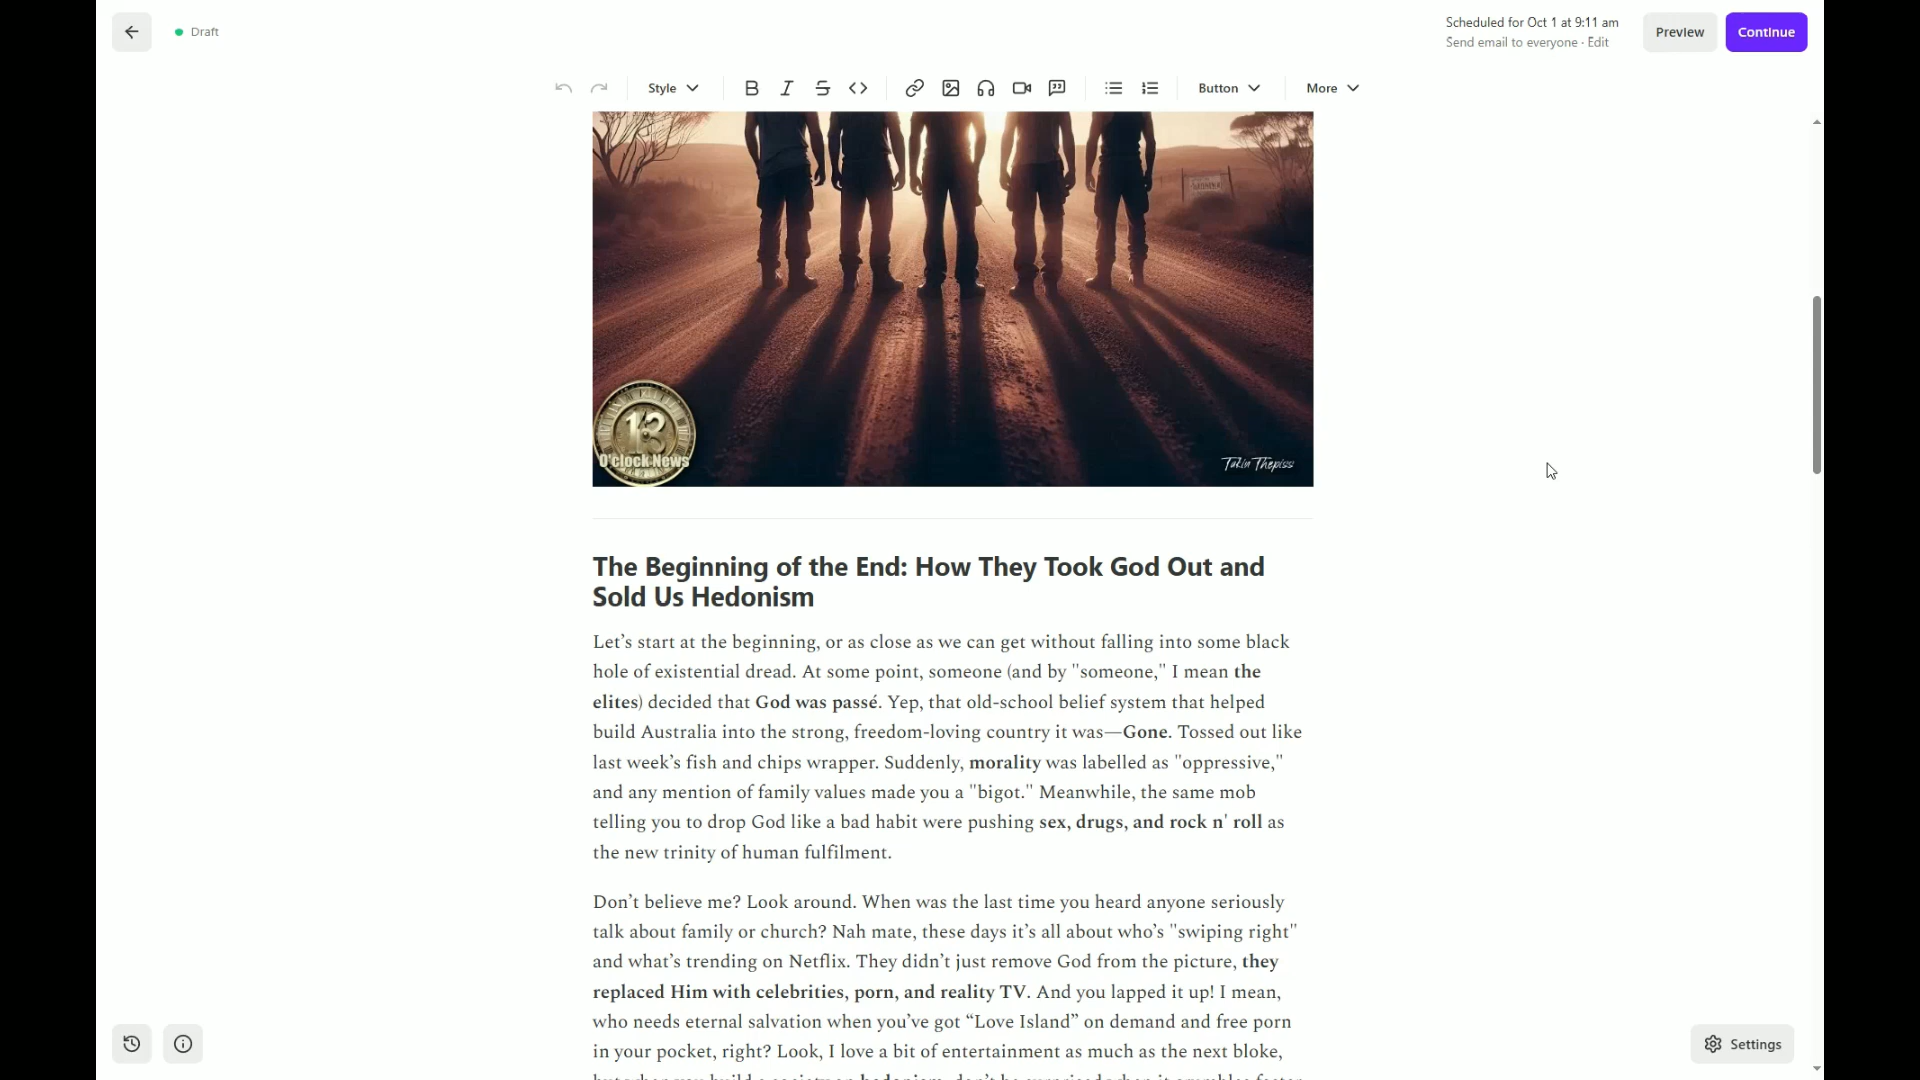 Draft
Scheduled for Oct 1 at 9:11 am
Send email to everyone · Edit
Preview
Continue
Style
Button
More
13
O'clock News
Takin Thepiss
The Beginning of the End: How They Took God Out and
Sold Us Hedonism
Let’s start at the beginning, or as close as we can get without falling into some black
hole of existential dread. At some point, someone (and by "someone," I mean the
elites) decided that God was passé. Yep, that old-school belief system that helped
build Australia into the strong, freedom-loving country it was—Gone. Tossed out like
last week’s fish and chips wrapper. Suddenly, morality was labelled as "oppressive,"
and any mention of family values made you a "bigot." Meanwhile, the same mob
telling you to drop God like a bad habit were pushing sex, drugs, and rock n' roll as
the new trinity of human fulfilment.
Don’t believe me? Look around. When was the last time you heard anyone seriously
talk about family or church? Nah mate, these days it’s all about who’s "swiping right"
and what’s trending on Netflix. They didn’t just remove God from the picture, they
replaced Him with celebrities, porn, and reality TV. And you lapped it up! I mean,
who needs eternal salvation when you’ve got “Love Island” on demand and free porn
in your pocket, right? Look, I love a bit of entertainment as much as the next bloke,
Settings